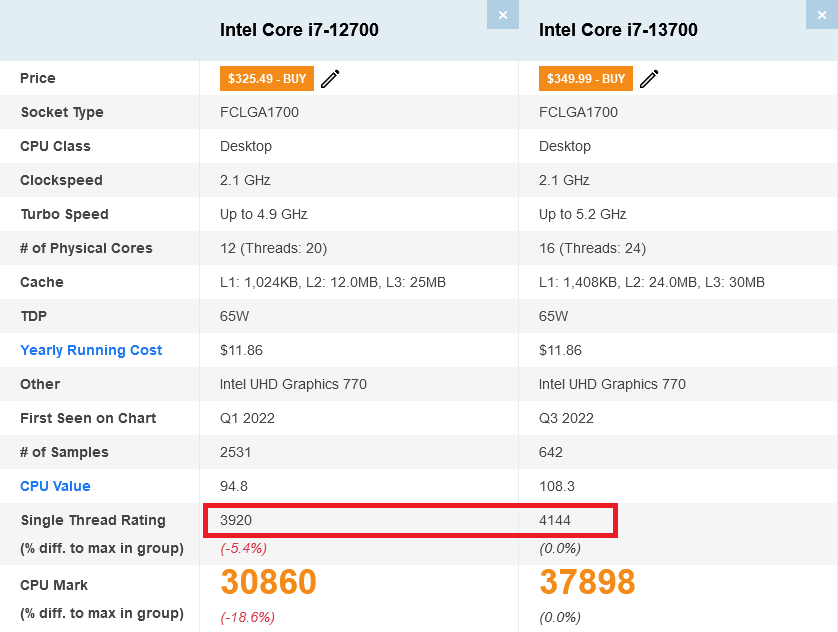 Intel Core i7-12700 × Intel Core i7-13700 ×
Price $325.49 - BUY $349.99 - BUY
Socket Type FCLGA1700 FCLGA1700
CPU Class Desktop Desktop
Clockspeed 2.1 GHz 2.1 GHz
Turbo Speed Up to 4.9 GHz Up to 5.2 GHz
# of Physical Cores 12 (Threads: 20) 16 (Threads: 24)
Cache L1: 1,024KB, L2: 12.0MB, L3: 25MB L1: 1,408KB, L2: 24.0MB, L3: 30MB
TDP 65W 65W
Yearly Running Cost $11.86 $11.86
Other Intel UHD Graphics 770 Intel UHD Graphics 770
First Seen on Chart Q1 2022 Q3 2022
# of Samples 2531 642
CPU Value 94.8 108.3
Single Thread Rating 3920 4144
(% diff. to max in group) (-5.4%) (0.0%)
CPU Mark 30860 37898
(% diff. to max in group) (-18.6%) (0.0%)